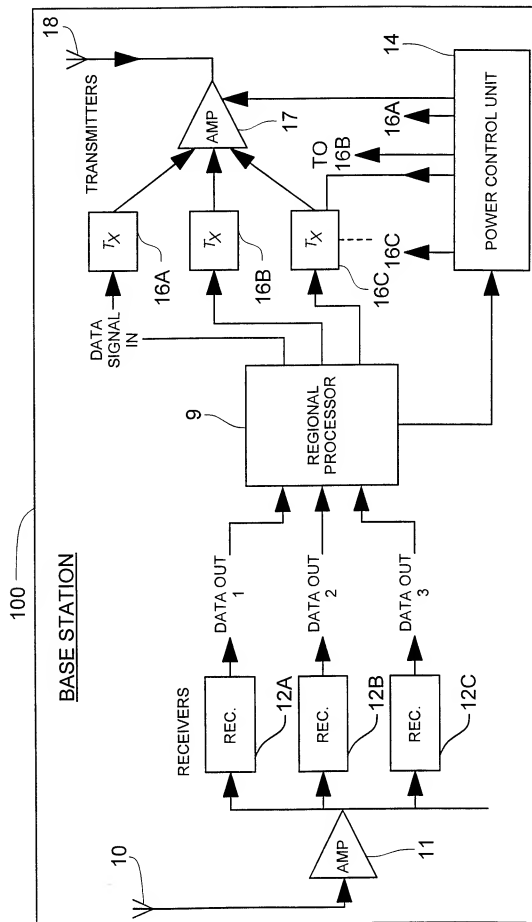 100
BASE STATION
10
AMP
11
RECEIVERS
REC.
12A
REC.
12B
REC.
12C
DATA OUT
1
DATA OUT
2
DATA OUT
3
9
REGIONAL
PROCESSOR
DATA
SIGNAL
IN
TRANSMITTERS
TX
16A
TX
16B
TX
16C
AMP
17
18
16A
TO
16B
16C
POWER CONTROL UNIT
14